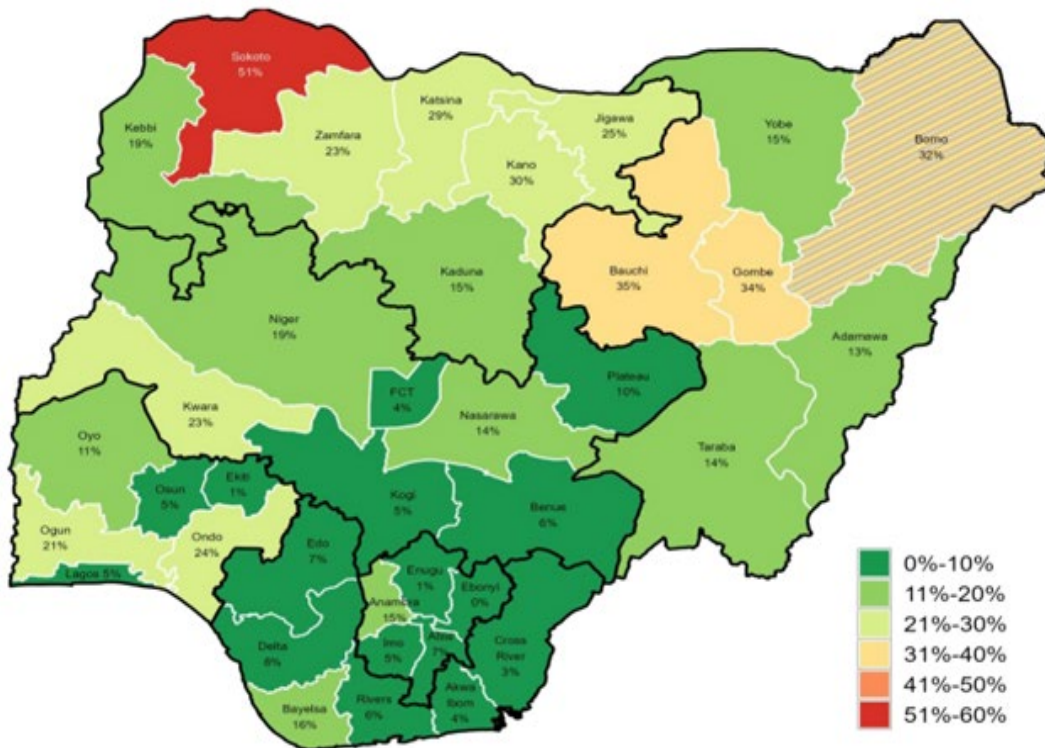 Sokoto
51%
Kebbi
19%
Zamfara
23%
Katsina
29%
Kano
30%
Jigawa
25%
Yobe
15%
Borno
32%
Bauchi
35%
Gombe
34%
Kaduna
15%
Niger
19%
Adamawa
13%
Plateau
10%
FCT
4%
Nasarawa
14%
Kwara
23%
Oyo
11%
Taraba
14%
Osun
5%
Ekiti
1%
Kogi
5%
Benue
6%
Ogun
21%
Ondo
24%
Lagos 5%
Edo
7%
Enugu
1%
Ebonyi
0%
Anambra
15%
Imo
5%
Abia
7%
Cross
River
3%
Delta
6%
Bayelsa
16%
Rivers
6%
Akwa
Ibom
4%
0%-10%
11%-20%
21%-30%
31%-40%
41%-50%
51%-60%